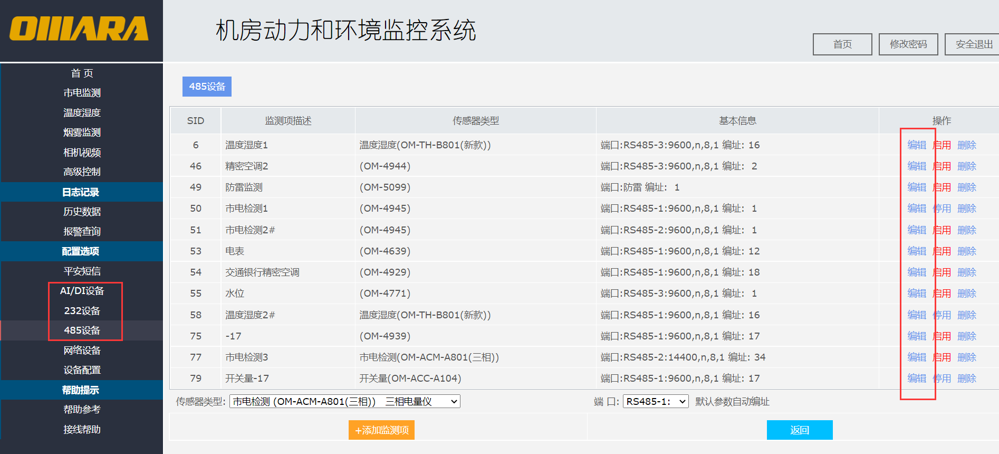 OMARA
机房动力和环境监控系统
首页 修改密码 安全退出
首 页
市电监测
温度湿度
烟雾监测
相机视频
高级控制
日志记录
历史数据
报警查询
配置选项
平安短信
AI/DI设备
232设备
485设备
网络设备
设备配置
帮助提示
帮助参考
接线帮助
485设备
SID 监测项描述 传感器类型 基本信息 操作
6 温度湿度1 温度湿度(OM-TH-B801(新款)) 端口:RS485-3:9600,n,8,1 编址: 16 编辑 启用 删除
46 精密空调2 (OM-4944) 端口:RS485-3:9600,n,8,1 编址: 2 编辑 启用 删除
49 防雷监测 (OM-5099) 端口:防雷 编址: 1 编辑 启用 删除
50 市电检测1 (OM-4945) 端口:RS485-1:9600,n,8,1 编址: 1 编辑 停用 删除
51 市电检测2# (OM-4945) 端口:RS485-2:9600,n,8,1 编址: 1 编辑 启用 删除
53 电表 (OM-4639) 端口:RS485-1:9600,n,8,1 编址: 12 编辑 启用 删除
54 交通银行精密空调 (OM-4929) 端口:RS485-1:9600,n,8,1 编址: 18 编辑 启用 删除
55 水位 (OM-4771) 端口:RS485-3:9600,n,8,1 编址: 1 编辑 启用 删除
58 温度湿度2# 温度湿度(OM-TH-B801(新款)) 端口:RS485-1:9600,n,8,1 编址: 16 编辑 停用 删除
75 -17 (OM-4939) 端口:RS485-1:9600,n,8,1 编址: 17 编辑 启用 删除
77 市电检测3 市电检测(OM-ACM-A801(三相)) 端口:RS485-2:14400,n,8,1 编址: 34 编辑 启用 删除
79 开关量-17 开关量(OM-ACC-A104) 端口:RS485-1:9600,n,8,1 编址: 17 编辑 停用 删除
传感器类型: 市电检测 (OM-ACM-A801(三相)) 三相电量仪 端 口: RS485-1: 默认参数自动编址
+添加监测项 返回